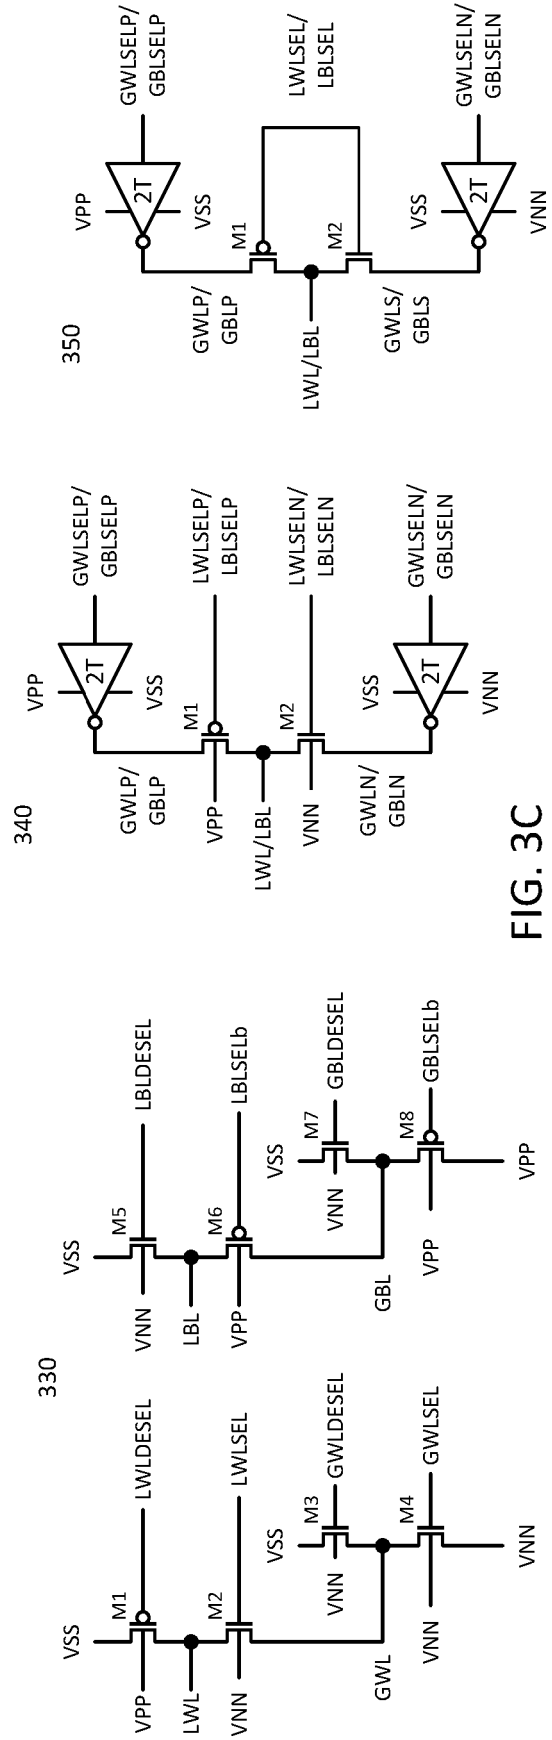 330
VSS
VPP
M1
LWLDESEL
LWL
VNN
M2
LWLSEL
VSS
VNN
M3
GWLDESEL
GWL
VNN
M4
GWLSEL
VNN
VSS
VNN
M5
LBLDESEL
LBL
VPP
M6
LBLSELb
VSS
VNN
M7
GBLDESEL
GBL
VPP
M8
GBLSELb
VPP
340
VPP
2T
VSS
GWLSELP/
GBLSELP
GWLP/
GBLP
VPP
M1
LWLSELP/
LBLSELP
LWL/LBL
VNN
M2
LWLSELN/
LBLSELN
GWLN/
GBLN
VSS
2T
VNN
GWLSELN/
GBLSELN
350
VPP
2T
VSS
GWLSELP/
GBLSELP
GWLP/
GBLP
M1
LWLSEL/
LBLSEL
LWL/LBL
M2
GWLS/
GBLS
VSS
2T
VNN
GWLSELN/
GBLSELN
FIG. 3C